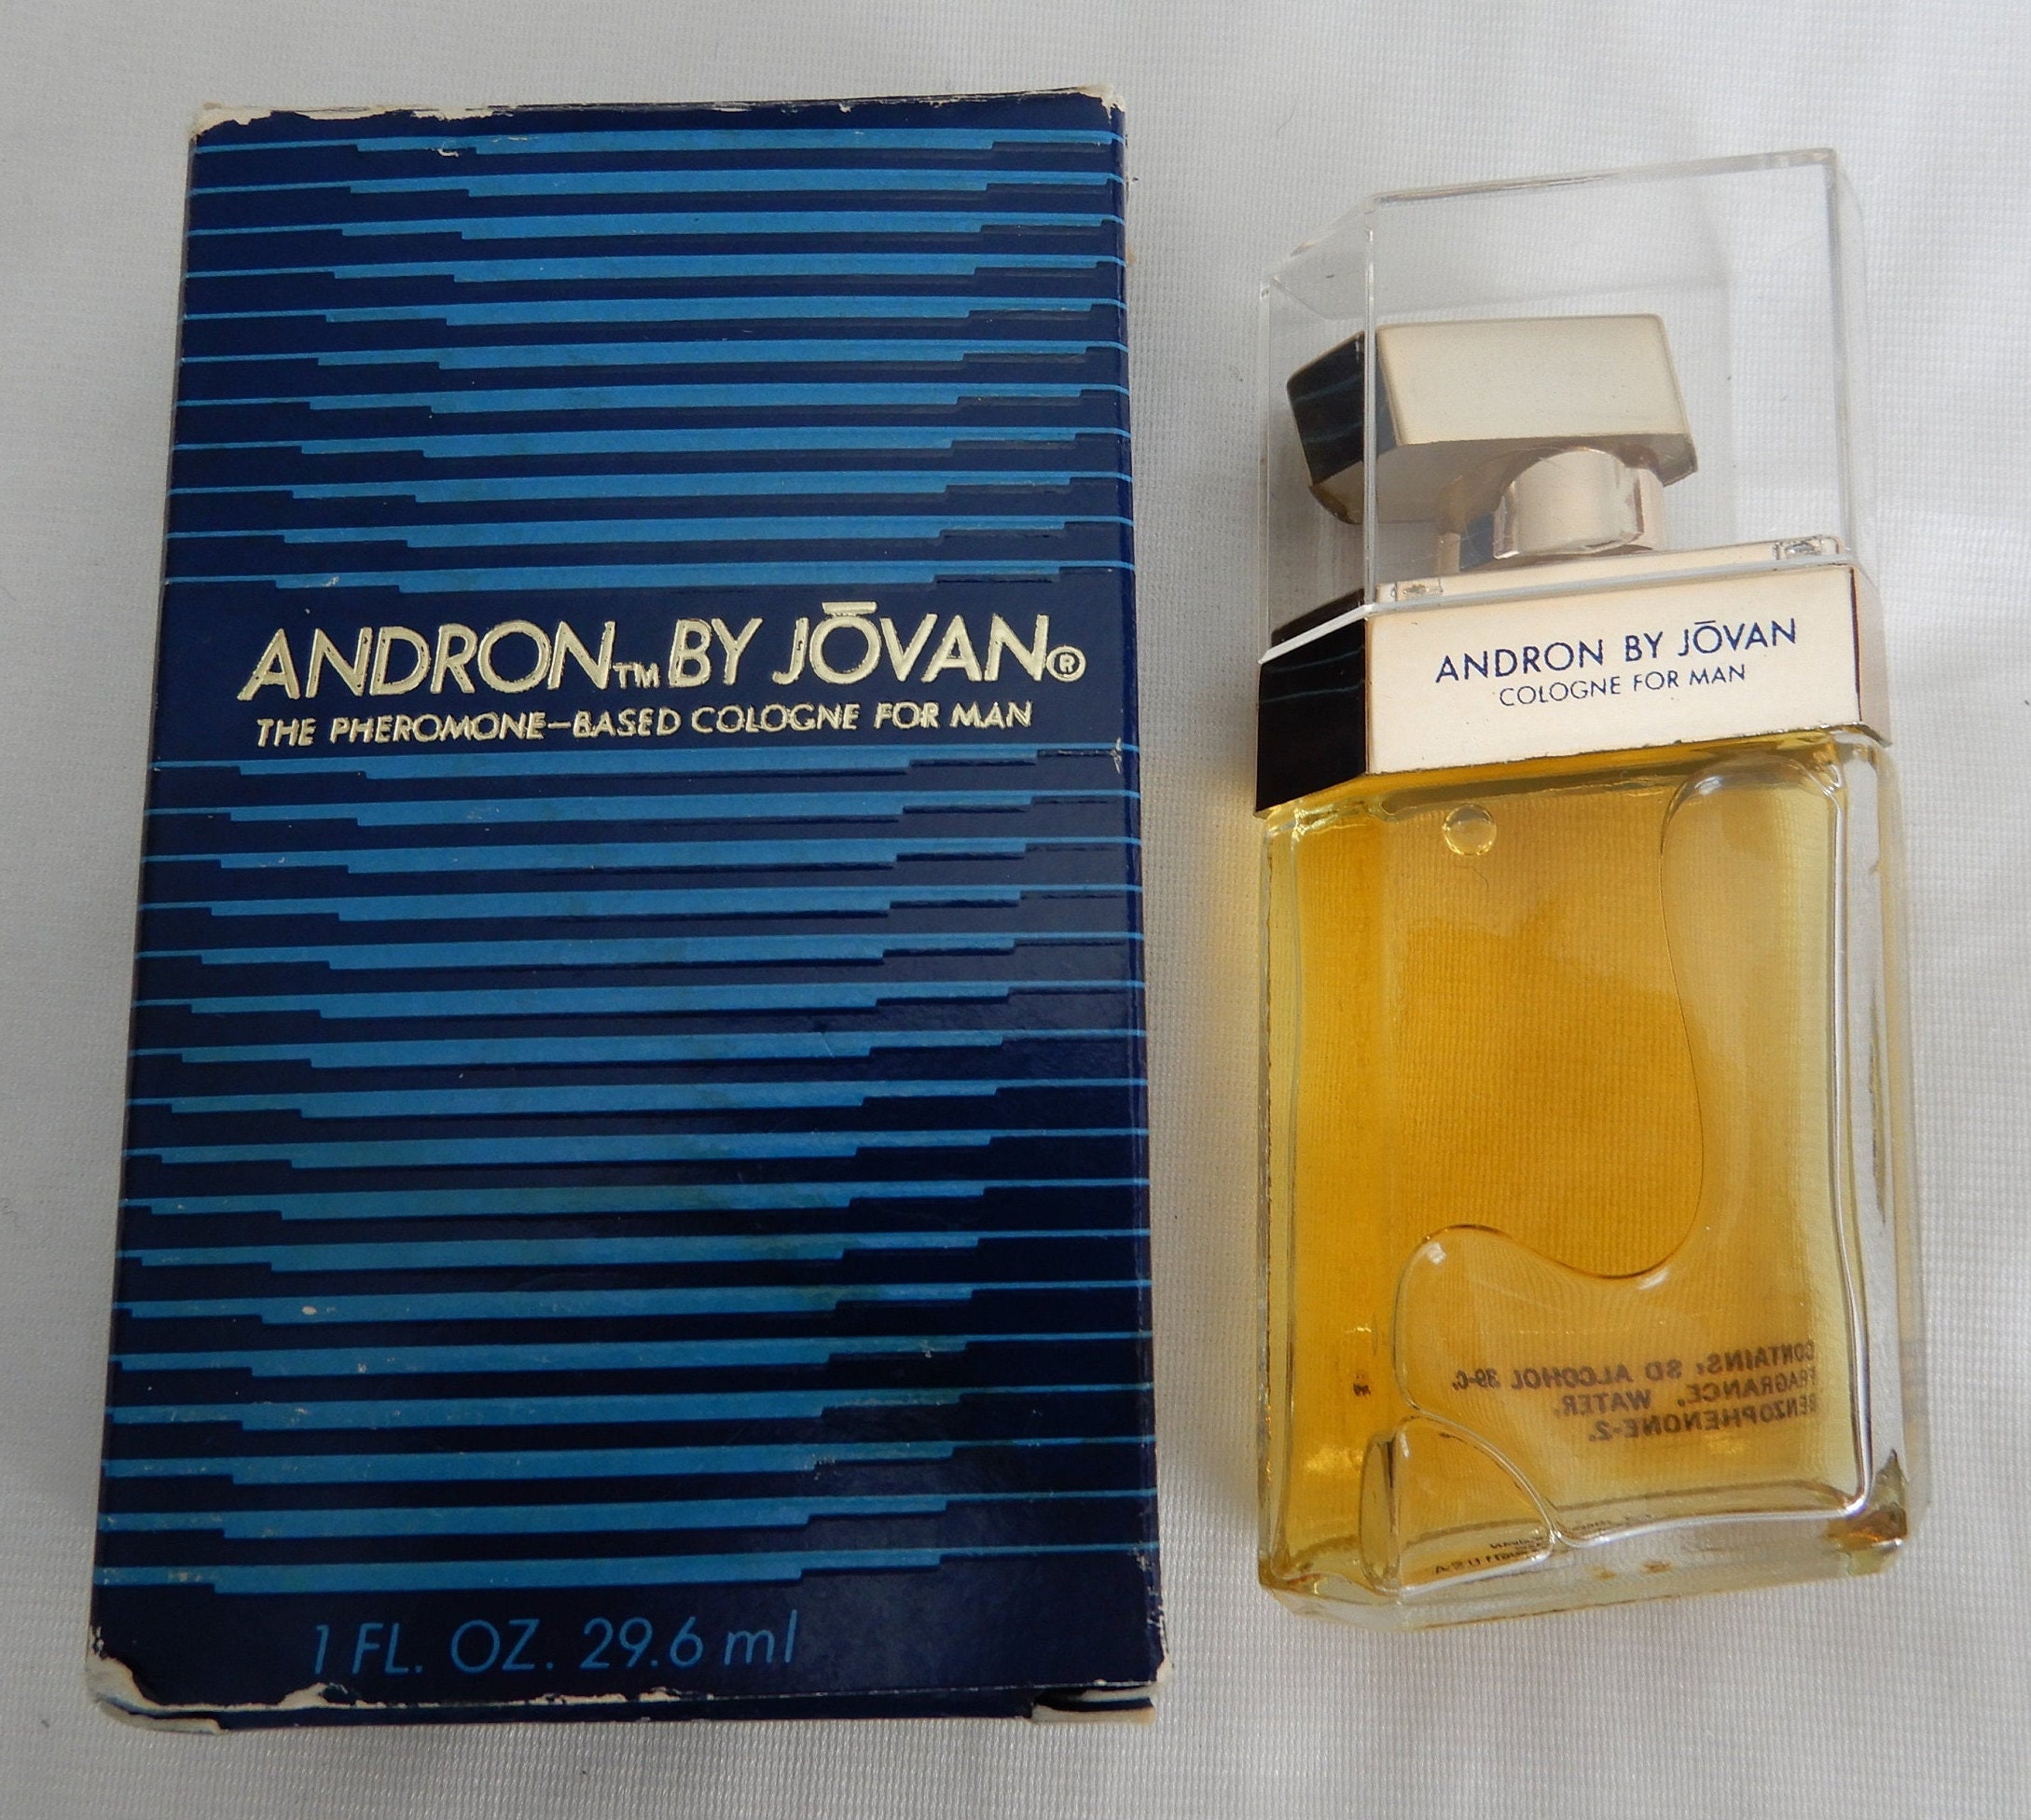 ANDRON™ BY JŌVAN®
THE PHEROMONE-BASED COLOGNE FOR MAN
1 FL. OZ. 29.6 ml
ANDRON BY JŌVAN
COLOGNE FOR MAN
CONTAINS: SD ALCOHOL 39-C,
FRAGRANCE, WATER,
BENZOPHENONE-2.